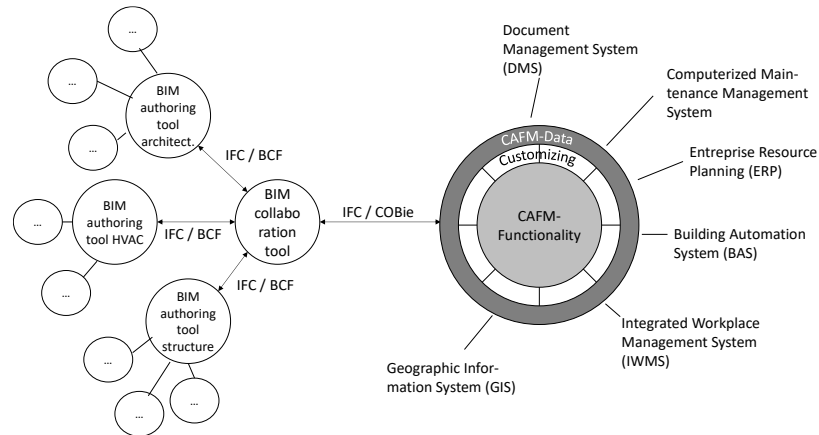 ...
...
...
BIM
authoring
tool
architect.
IFC / BCF
...
...
BIM
authoring
tool HVAC
IFC / BCF
BIM
collabo
ration
tool
IFC / BCF
BIM
authoring
tool
structure
...
...
...
IFC / COBie
CAFM-Data
Customizing
CAFM-
Functionality
Document
Management System
(DMS)
Computerized Main-
tenance Management
System
Entreprise Resource
Planning (ERP)
Building Automation
System (BAS)
Integrated Workplace
Management System
(IWMS)
Geographic Infor-
mation System (GIS)